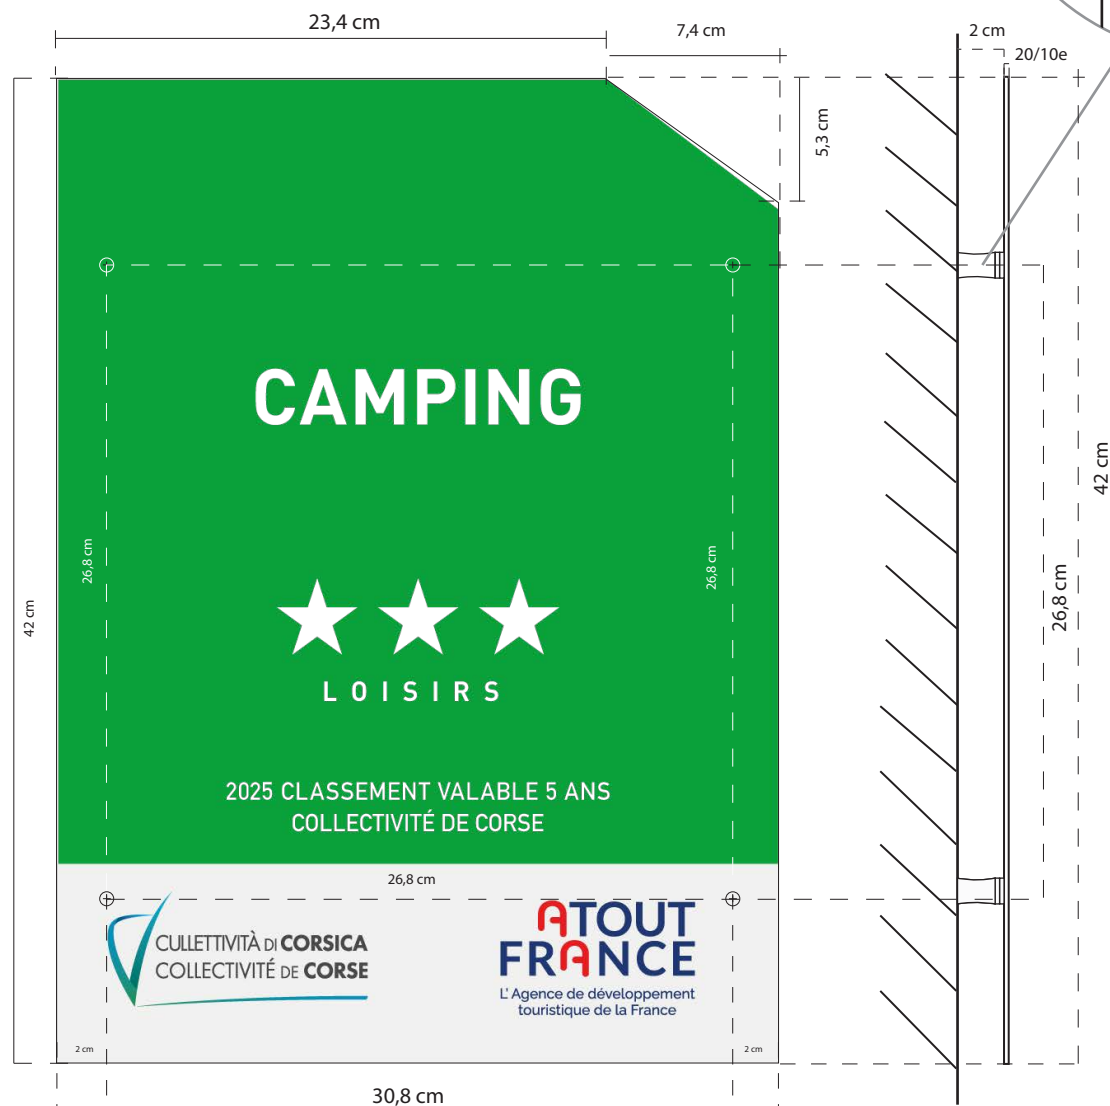 23,4 cm
7,4 cm
2 cm
20/10e
5,3 cm
CAMPING
26,8 cm
26,8 cm
42 cm
42 cm
26,8 cm
LOISIRS
2025 CLASSEMENT VALABLE 5 ANS
COLLECTIVITÉ DE CORSE
26,8 cm
CULLETTIVITÀ DI CORSICA
COLLECTIVITÉ DE CORSE
ATOUT
FRANCE
L'Agence de développement
touristique de la France
2 cm
2 cm
30,8 cm